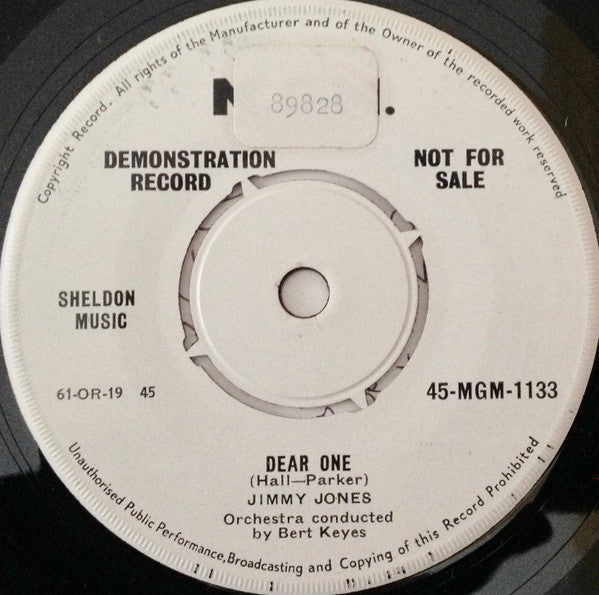 Copyright Record. All rights of the Manufacturer and of the Owner of the recorded work reserved
89828
DEMONSTRATION
RECORD
NOT FOR
SALE
SHELDON
MUSIC
61-OR-19 45
45-MGM-1133
DEAR ONE
(Hall—Parker)
JIMMY JONES
Orchestra conducted
by Bert Keyes
Unauthorised Public Performance, Broadcasting and Copying of this Record Prohibited